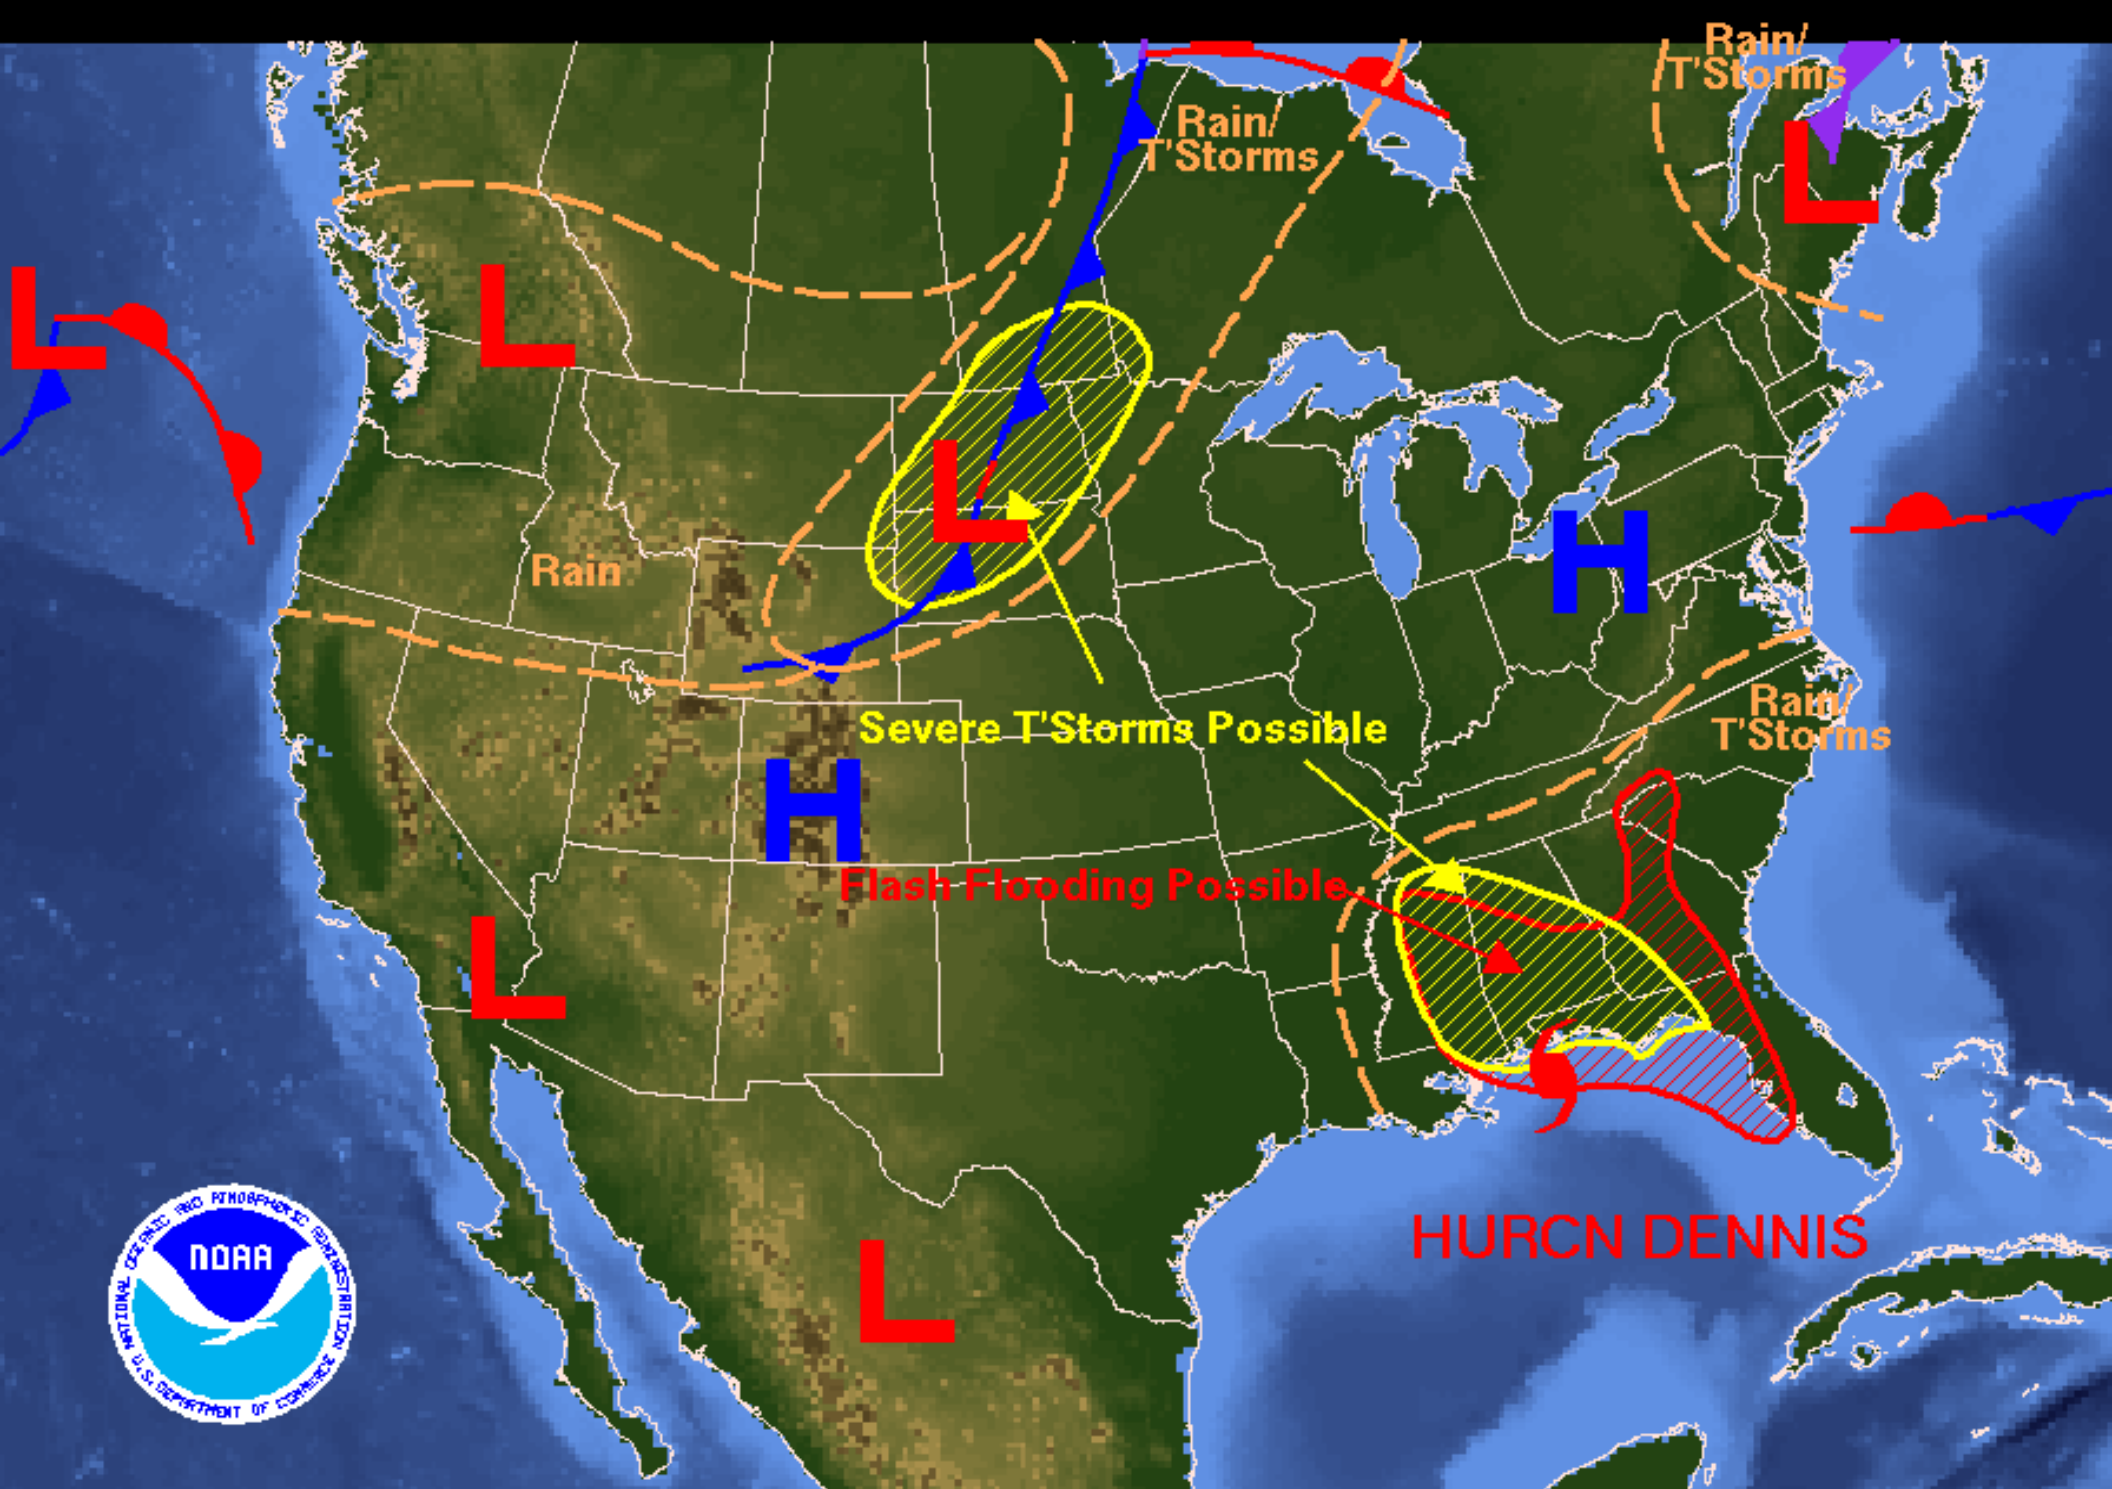 Rain/
T'Storms
Rain/
T'Storms
L
L
L
L
Rain
H
Rain/
T'Storms
Severe T'Storms Possible
H
Flash Flooding Possible
L
HURCN DENNIS
L
NATIONAL OCEANIC AND ATMOSPHERIC ADMINISTRATION
NOAA
U.S. DEPARTMENT OF COMMERCE